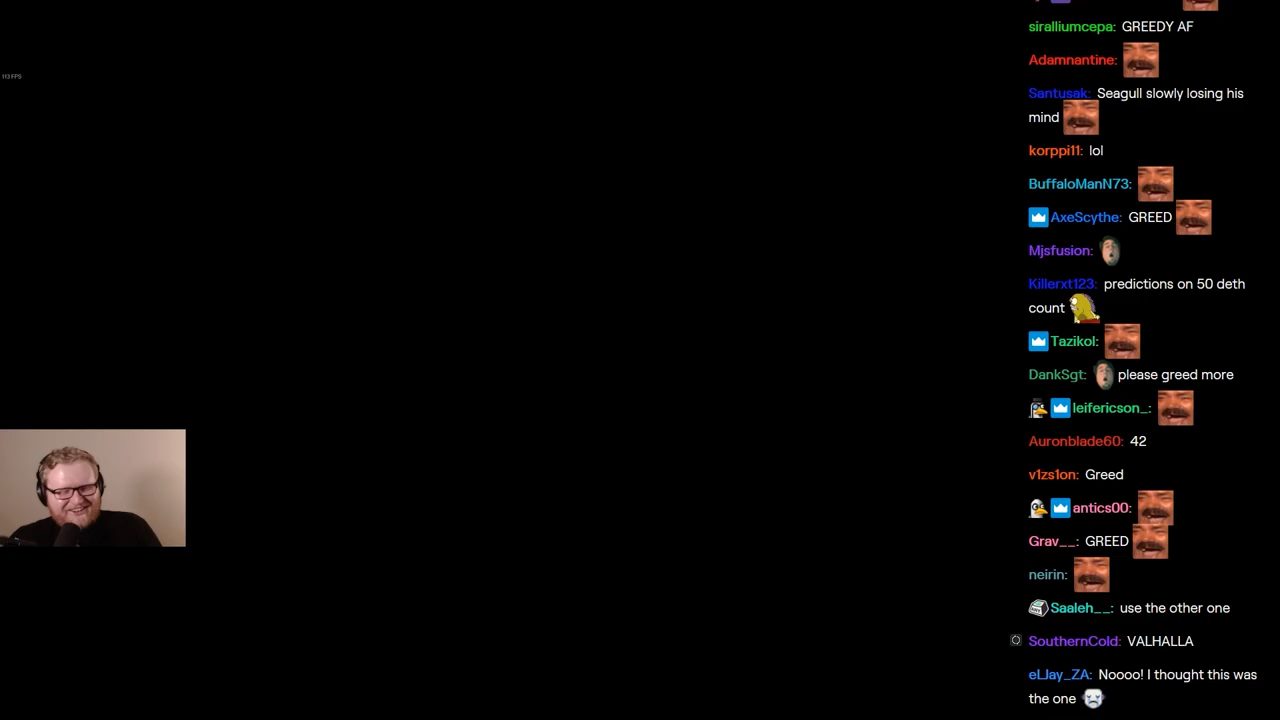 siralliumcepa: GREEDY AF
113 FPS
Adamnantine:
Santusak: Seagull slowly losing his
mind
korppi11: lol
BuffaloManN73:
AxeScythe: GREED
Mjsfusion:
Killerxt123: predictions on 50 deth
count
Tazikol:
DankSgt: please greed more
leifericson_:
Auronblade60: 42
v1zs1on: Greed
antics00:
Grav__: GREED
neirin:
Saaleh__: use the other one
SouthernCold: VALHALLA
eLJay_ZA: Noooo! I thought this was
the one